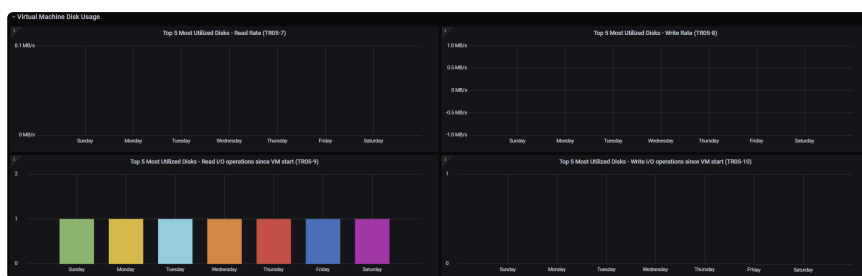 Virtual Machine Disk Usage
Top 5 Most Utilized Disks - Read Rate (TR05-7)
0.1 MB/s
0 MB/s
Sunday Monday Tuesday Wednesday Thursday Friday Saturday
Top 5 Most Utilized Disks - Write Rate (TR05-8)
1.0 MB/s
0.5 MB/s
0 MB/s
-0.5 MB/s
-1.0 MB/s
Sunday Monday Tuesday Wednesday Thursday Friday Saturday
Top 5 Most Utilized Disks - Read I/O operations since VM start (TR05-9)
2
1
0
Sunday Monday Tuesday Wednesday Thursday Friday Saturday
Top 5 Most Utilized Disks - Write I/O operations since VM start (TR05-10)
1
0
Sunday Monday Tuesday Wednesday Thursday Friday Saturday